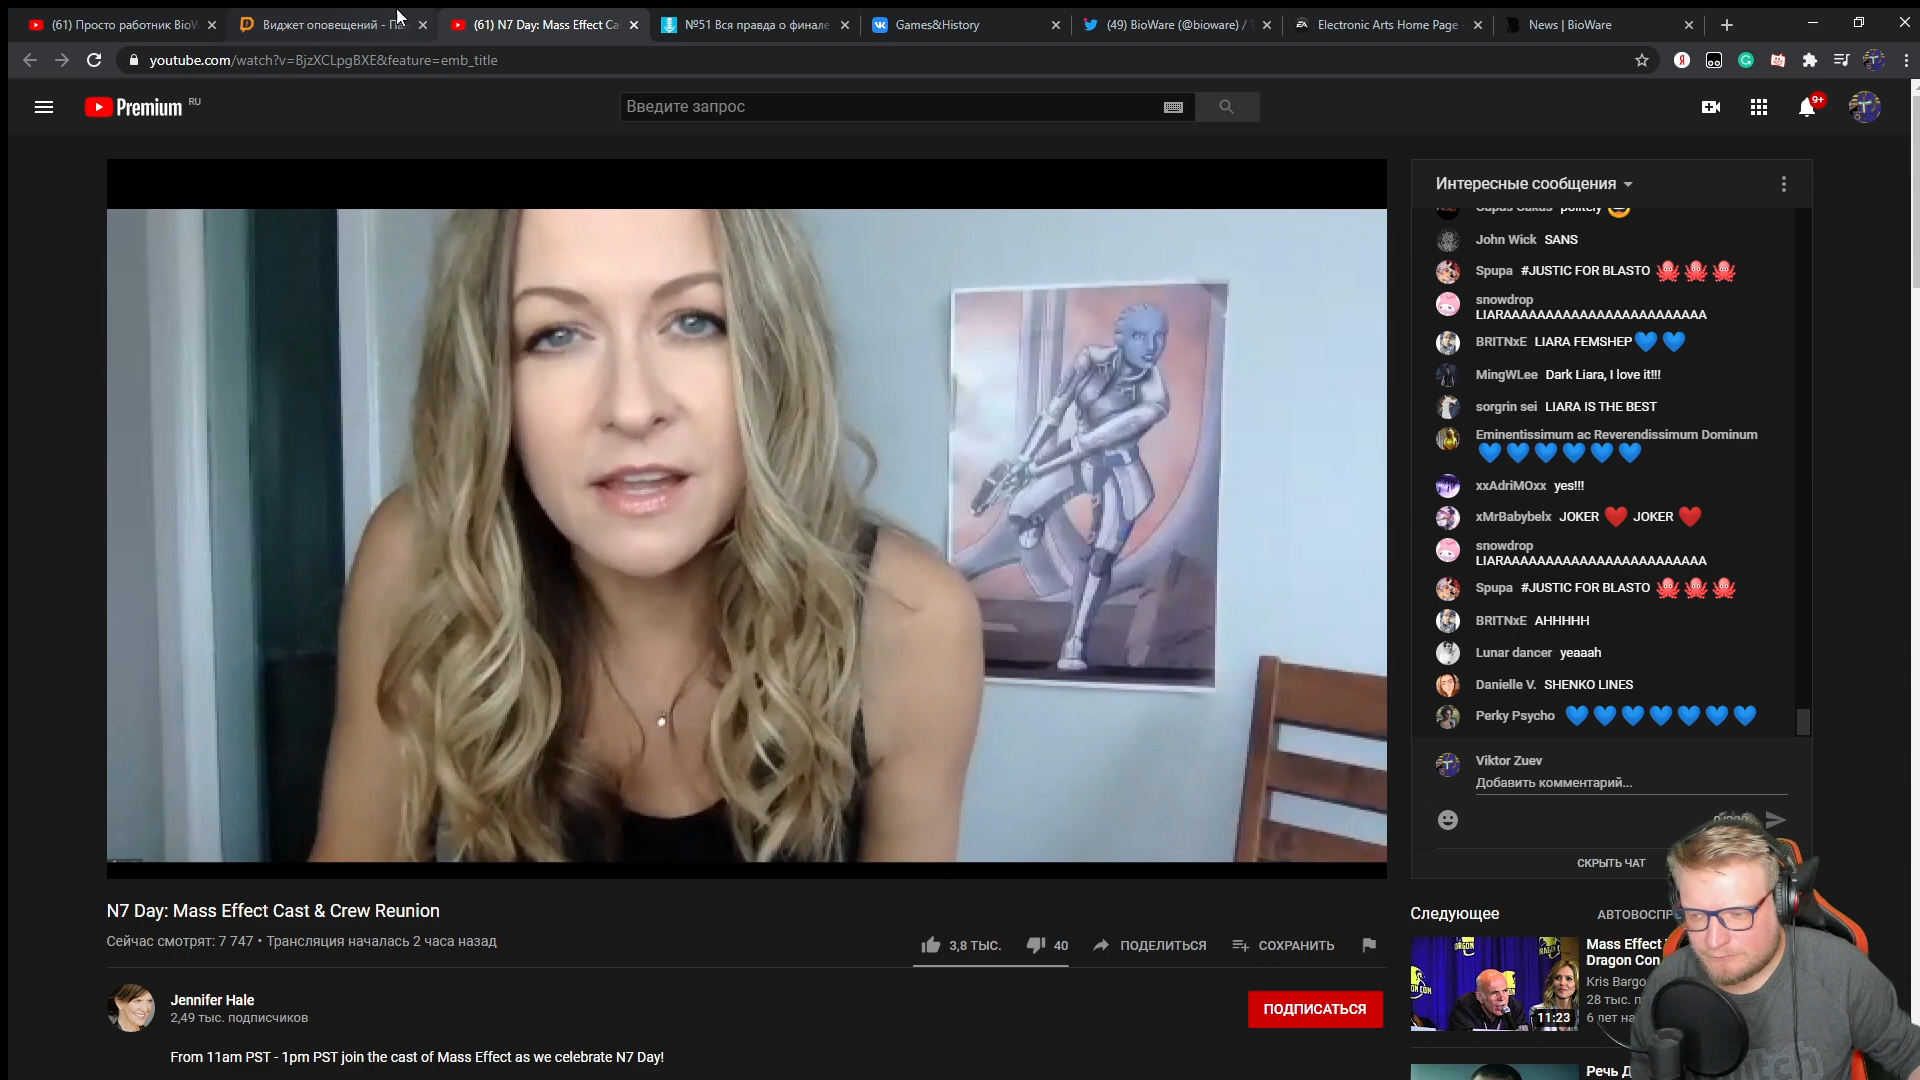 (61) Просто работник BioW
Виджет оповещений - Па
(61) N7 Day: Mass Effect Ca
№51 Вся правда о финале
Games&History
(49) BioWare (@bioware) / T
Electronic Arts Home Page
News | BioWare
youtube.com/watch?v=BjzXCLpgBXE&feature=emb_title
Premium RU
Введите запрос
9+
Интересные сообщения
politely
John Wick SANS
Spupa #JUSTIC FOR BLASTO
snowdrop
LIARAAAAAAAAAAAAAAAAAAAAAAAA
BRITNxE LIARA FEMSHEP
MingWLee Dark Liara, I love it!!!
sorgrin sei LIARA IS THE BEST
Eminentissimum ac Reverendissimum Dominum
xxAdriMOxx yes!!!
xMrBabybelx JOKER JOKER
snowdrop
LIARAAAAAAAAAAAAAAAAAAAAAAAA
Spupa #JUSTIC FOR BLASTO
BRITNxE AHHHHH
Lunar dancer yeaaah
Danielle V. SHENKO LINES
Perky Psycho
Viktor Zuev
Добавить комментарий...
СКРЫТЬ ЧАТ
N7 Day: Mass Effect Cast & Crew Reunion
Сейчас смотрят: 7 747 • Трансляция началась 2 часа назад
3,8 ТЫС.
40
ПОДЕЛИТЬСЯ
СОХРАНИТЬ
Jennifer Hale
2,49 тыс. подписчиков
ПОДПИСАТЬСЯ
From 11am PST - 1pm PST join the cast of Mass Effect as we celebrate N7 Day!
Следующее
АВТОВОСПР
Mass Effect
Dragon Con
Kris Bargo
28 тыс. п
6 лет на
11:23
Речь Д